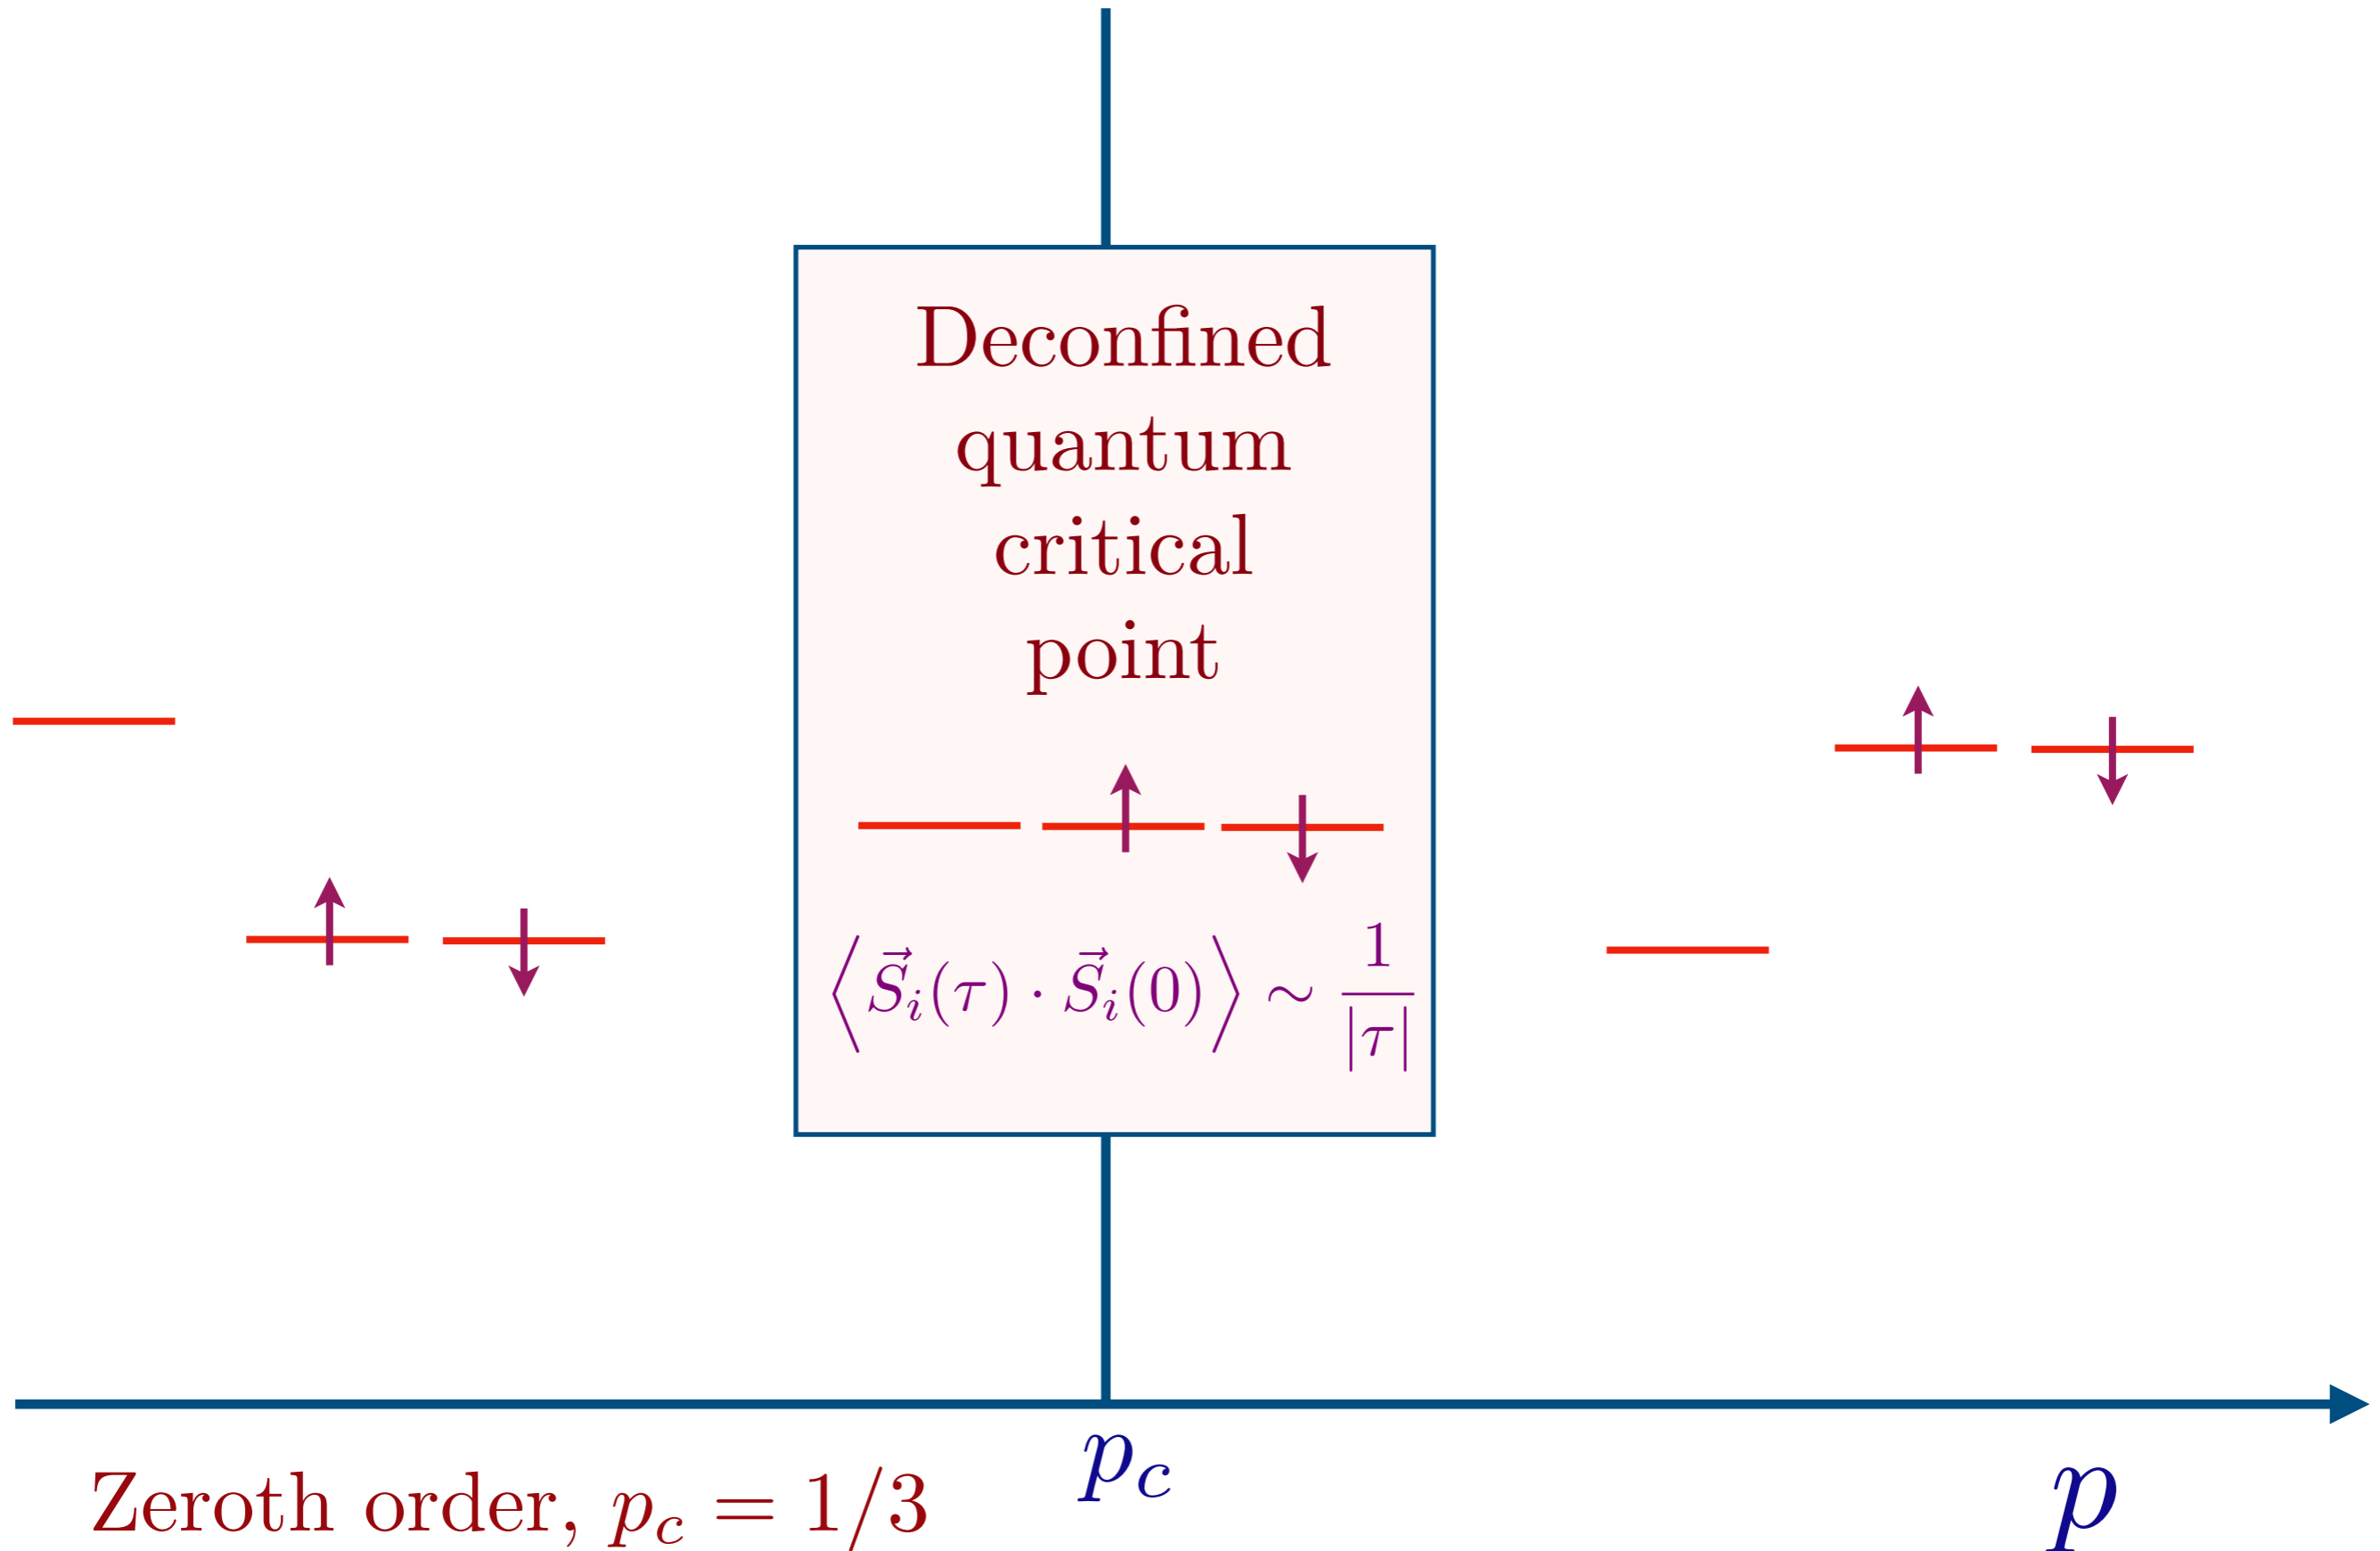 Deconfined
quantum
critical
point
⟨S⃗ᵢ(τ) · S⃗ᵢ(0)⟩ ~ 1/|τ|
p_c
Zeroth order, p_c = 1/3
p